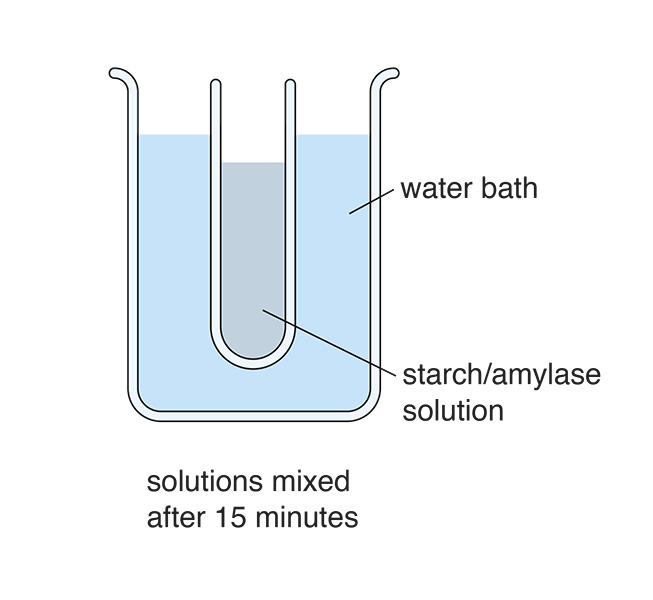 water bath
starch/amylase
solution
solutions mixed
after 15 minutes